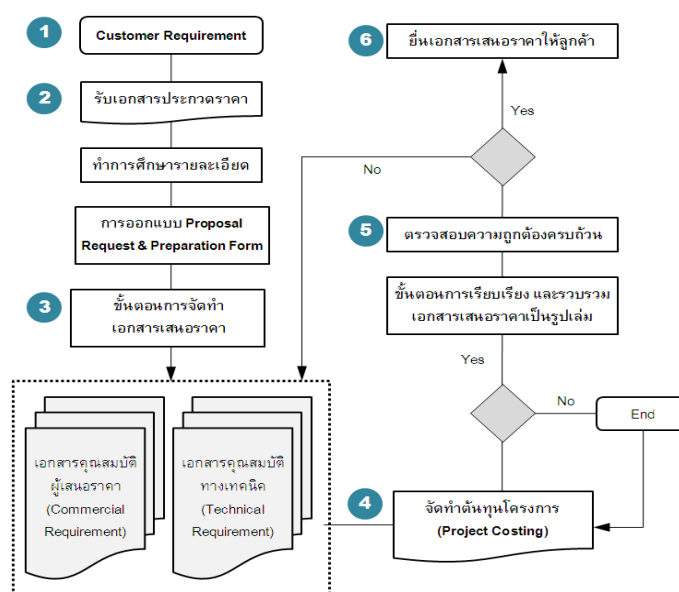 1
Customer Requirement
2
รับเอกสารประกวดราคา
ทำการศึกษารายละเอียด
การออกแบบ Proposal
Request & Preparation Form
3
ขั้นตอนการจัดทำ
เอกสารเสนอราคา
เอกสารคุณสมบัติ
ผู้เสนอราคา
(Commercial
Requirement)
เอกสารคุณสมบัติ
ทางเทคนิค
(Technical
Requirement)
6
ยื่นเอกสารเสนอราคาให้ลูกค้า
Yes
No
5
ตรวจสอบความถูกต้องครบถ้วน
ขั้นตอนการเรียบเรียง และรวบรวม
เอกสารเสนอราคาเป็นรูปเล่ม
Yes
No
End
4
จัดทำต้นทุนโครงการ
(Project Costing)